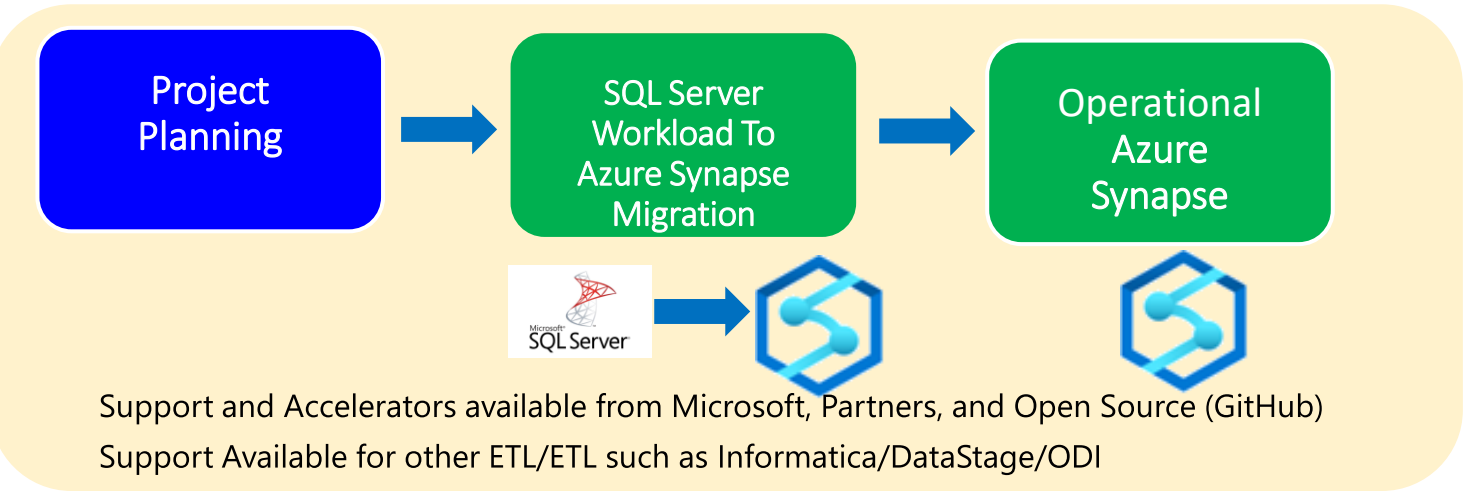 Project
Planning
SQL Server
Workload To
Azure Synapse
Migration
Operational
Azure
Synapse
Microsoft
SQL Server
Support and Accelerators available from Microsoft, Partners, and Open Source (GitHub)
Support Available for other ETL/ETL such as Informatica/DataStage/ODI